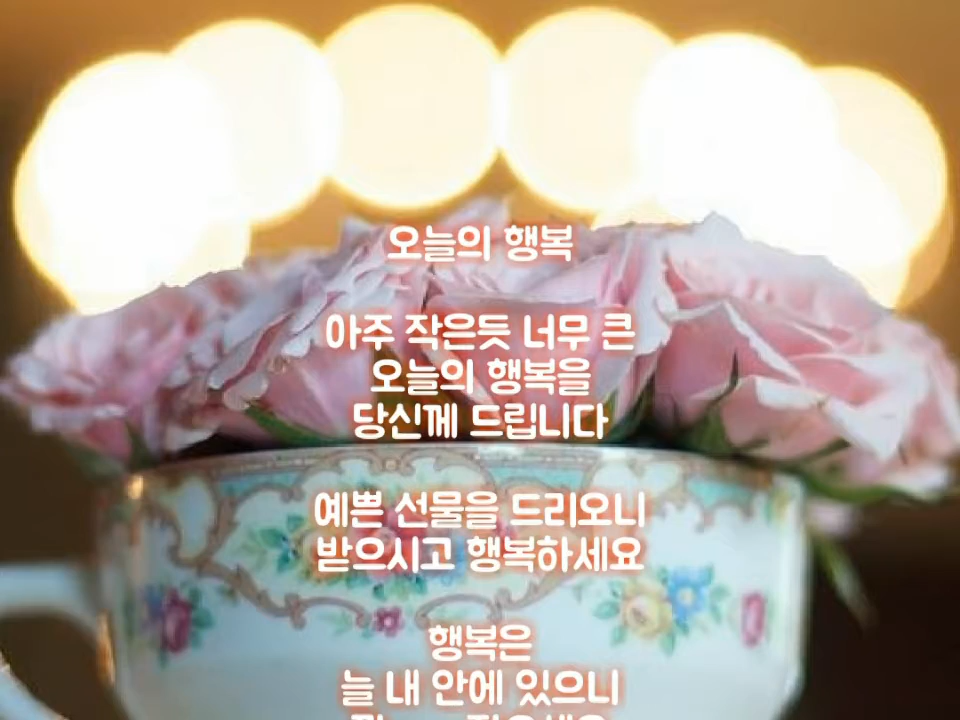 오늘의 행복
아주 작은듯 너무 큰
오늘의 행복을
당신께 드립니다
예쁜 선물을 드리오니
받으시고 행복하세요
행복은
늘 내 안에 있으니